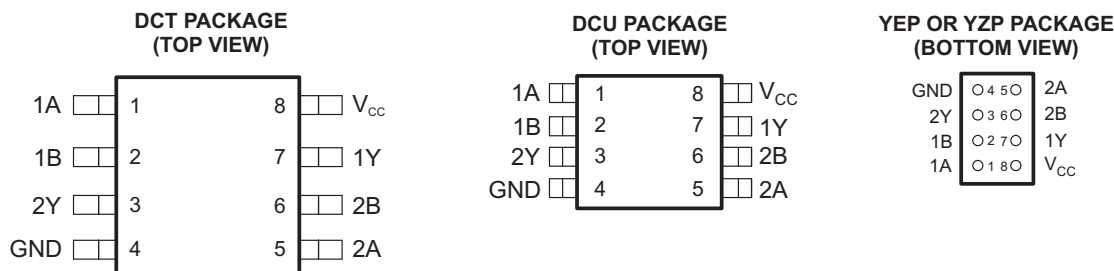 DCT PACKAGE
(TOP VIEW)
1A 1 8 VCC
1B 2 7 1Y
2Y 3 6 2B
GND 4 5 2A
DCU PACKAGE
(TOP VIEW)
1A 1 8 VCC
1B 2 7 1Y
2Y 3 6 2B
GND 4 5 2A
YEP OR YZP PACKAGE
(BOTTOM VIEW)
GND 4 5 2A
2Y 3 6 2B
1B 2 7 1Y
1A 1 8 VCC